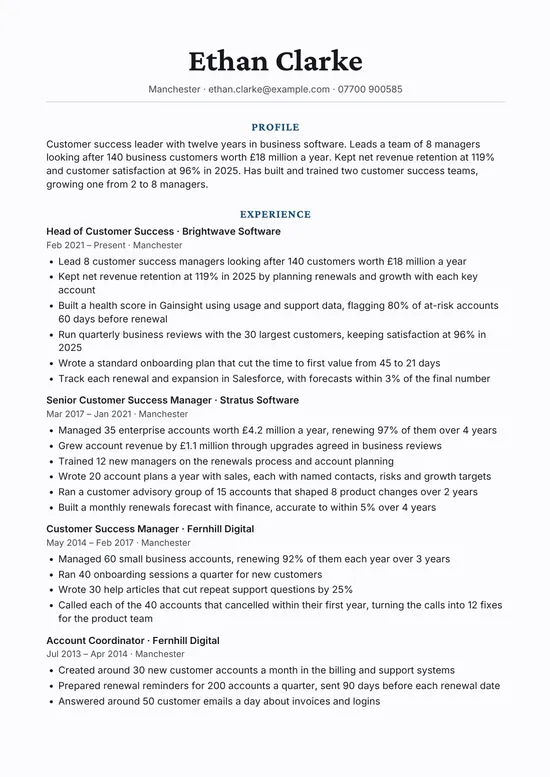 Ethan Clarke
Manchester · ethan.clarke@example.com · 07700 900585
PROFILE
Customer success leader with twelve years in business software. Leads a team of 8 managers
looking after 140 business customers worth £18 million a year. Kept net revenue retention at 119%
and customer satisfaction at 96% in 2025. Has built and trained two customer success teams,
growing one from 2 to 8 managers.
EXPERIENCE
Head of Customer Success · Brightwave Software
Feb 2021 – Present · Manchester
• Lead 8 customer success managers looking after 140 customers worth £18 million a year
• Kept net revenue retention at 119% in 2025 by planning renewals and growth with each key
account
• Built a health score in Gainsight using usage and support data, flagging 80% of at-risk accounts
60 days before renewal
• Run quarterly business reviews with the 30 largest customers, keeping satisfaction at 96% in
2025
• Wrote a standard onboarding plan that cut the time to first value from 45 to 21 days
• Track each renewal and expansion in Salesforce, with forecasts within 3% of the final number
Senior Customer Success Manager · Stratus Software
Mar 2017 – Jan 2021 · Manchester
• Managed 35 enterprise accounts worth £4.2 million a year, renewing 97% of them over 4 years
• Grew account revenue by £1.1 million through upgrades agreed in business reviews
• Trained 12 new managers on the renewals process and account planning
• Wrote 20 account plans a year with sales, each with named contacts, risks and growth targets
• Ran a customer advisory group of 15 accounts that shaped 8 product changes over 2 years
• Built a monthly renewals forecast with finance, accurate to within 5% over 4 years
Customer Success Manager · Fernhill Digital
May 2014 – Feb 2017 · Manchester
• Managed 60 small business accounts, renewing 92% of them each year over 3 years
• Ran 40 onboarding sessions a quarter for new customers
• Wrote 30 help articles that cut repeat support questions by 25%
• Called each of the 40 accounts that cancelled within their first year, turning the calls into 12 fixes
for the product team
Account Coordinator · Fernhill Digital
Jul 2013 – Apr 2014 · Manchester
• Created around 30 new customer accounts a month in the billing and support systems
• Prepared renewal reminders for 200 accounts a quarter, sent 90 days before each renewal date
• Answered around 50 customer emails a day about invoices and logins